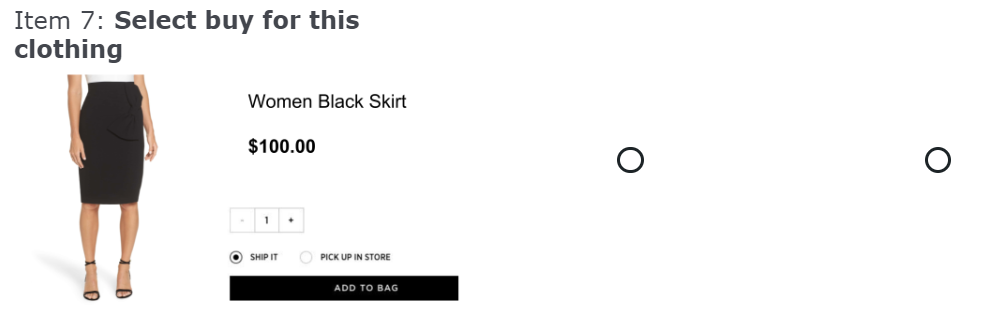 Item 7: Select buy for this
clothing
Women Black Skirt
$100.00
- 1 +
SHIP IT PICK UP IN STORE
ADD TO BAG